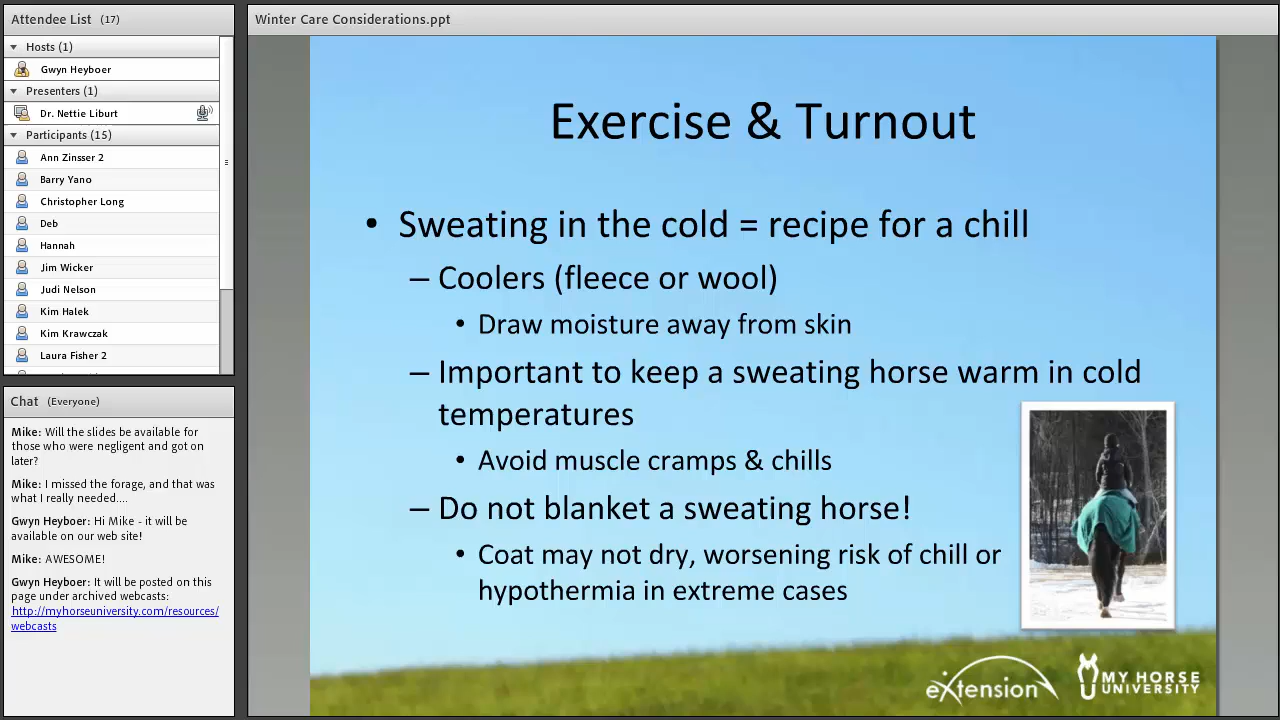 Attendee List (17)
Hosts (1)
Gwyn Heyboer
Presenters (1)
Dr. Nettie Liburt
Participants (15)
Ann Zinsser 2
Barry Yano
Christopher Long
Deb
Hannah
Jim Wicker
Judi Nelson
Kim Halek
Kim Krawczak
Laura Fisher 2
Chat (Everyone)
Mike: Will the slides be available for
those who were negligent and got on
later?
Mike: I missed the forage, and that was
what I really needed....
Gwyn Heyboer: Hi Mike - it will be
available on our web site!
Mike: AWESOME!
Gwyn Heyboer: It will be posted on this
page under archived webcasts:
http://myhorseuniversity.com/resources/
webcasts
Winter Care Considerations.ppt
Exercise & Turnout
• Sweating in the cold = recipe for a chill
– Coolers (fleece or wool)
• Draw moisture away from skin
– Important to keep a sweating horse warm in cold
temperatures
• Avoid muscle cramps & chills
– Do not blanket a sweating horse!
• Coat may not dry, worsening risk of chill or
hypothermia in extreme cases
eXtension
MY HORSE
UNIVERSITY